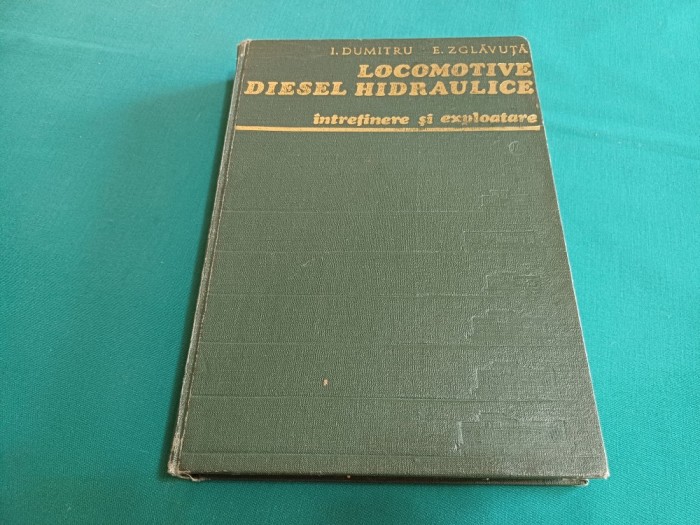 I. DUMITRU E. ZGLĂVUȚĂ
LOCOMOTIVE
DIESEL HIDRAULICE
întreținere și exploatare